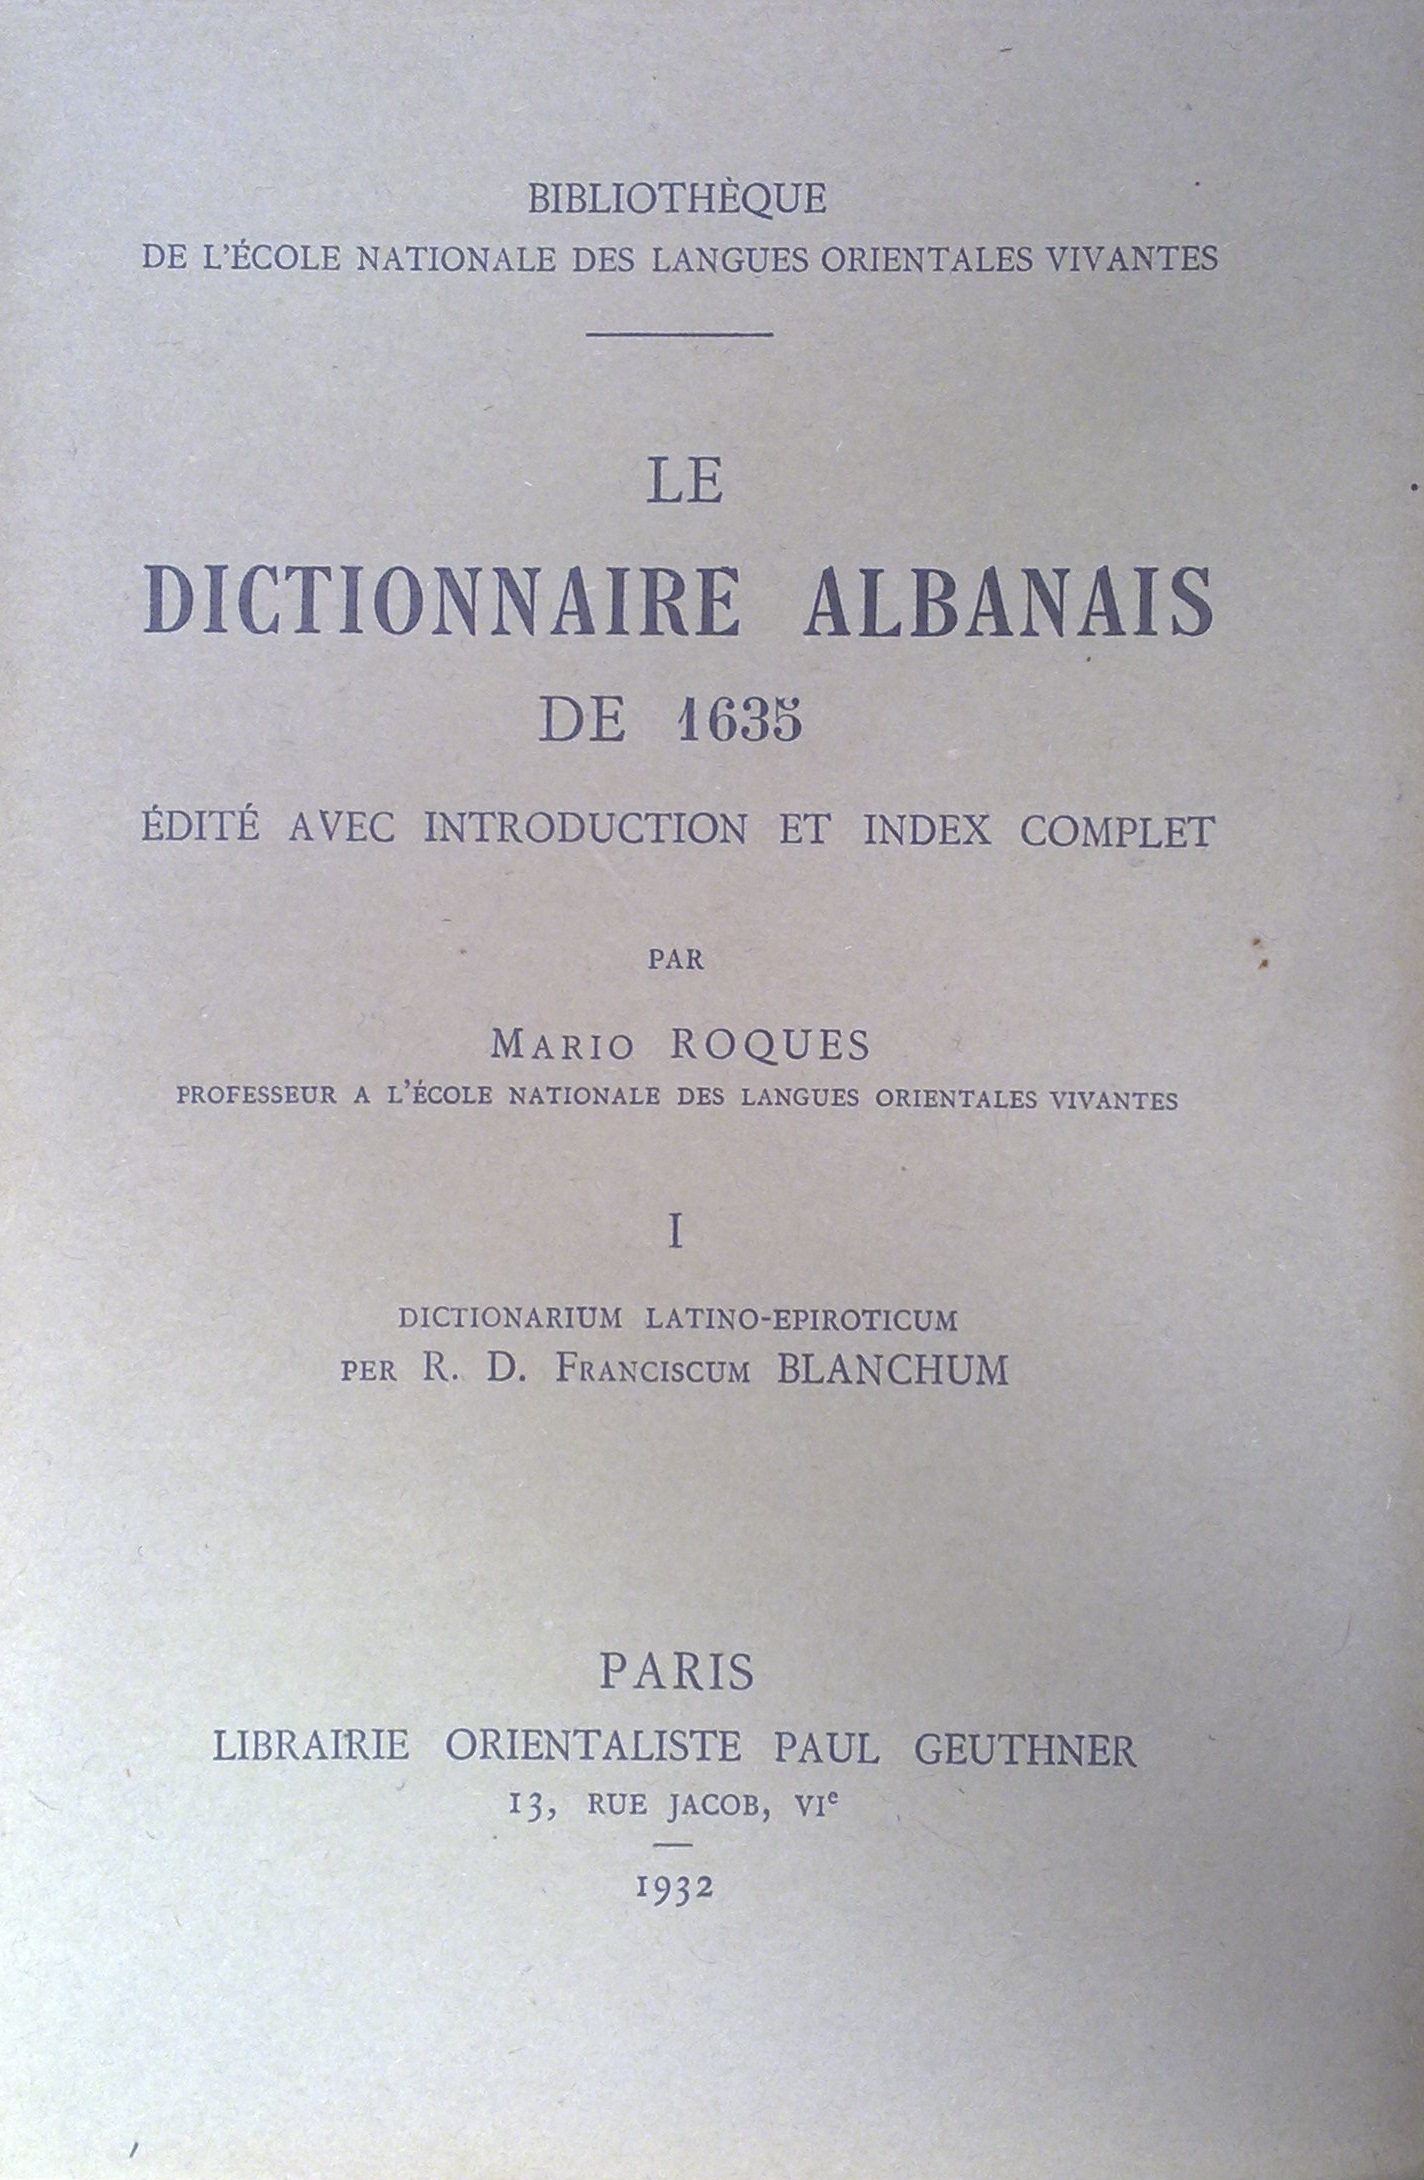 BIBLIOTHÈQUE
DE L'ÉCOLE NATIONALE DES LANGUES ORIENTALES VIVANTES
LE
DICTIONNAIRE ALBANAIS
DE 1635
ÉDITÉ AVEC INTRODUCTION ET INDEX COMPLET
PAR
MARIO ROQUES
PROFESSEUR A L'ÉCOLE NATIONALE DES LANGUES ORIENTALES VIVANTES
I
DICTIONARIUM LATINO-EPIROTICUM
PER R. D. FRANCISCUM BLANCHUM
PARIS
LIBRAIRIE ORIENTALISTE PAUL GEUTHNER
13, RUE JACOB, VIe
1932